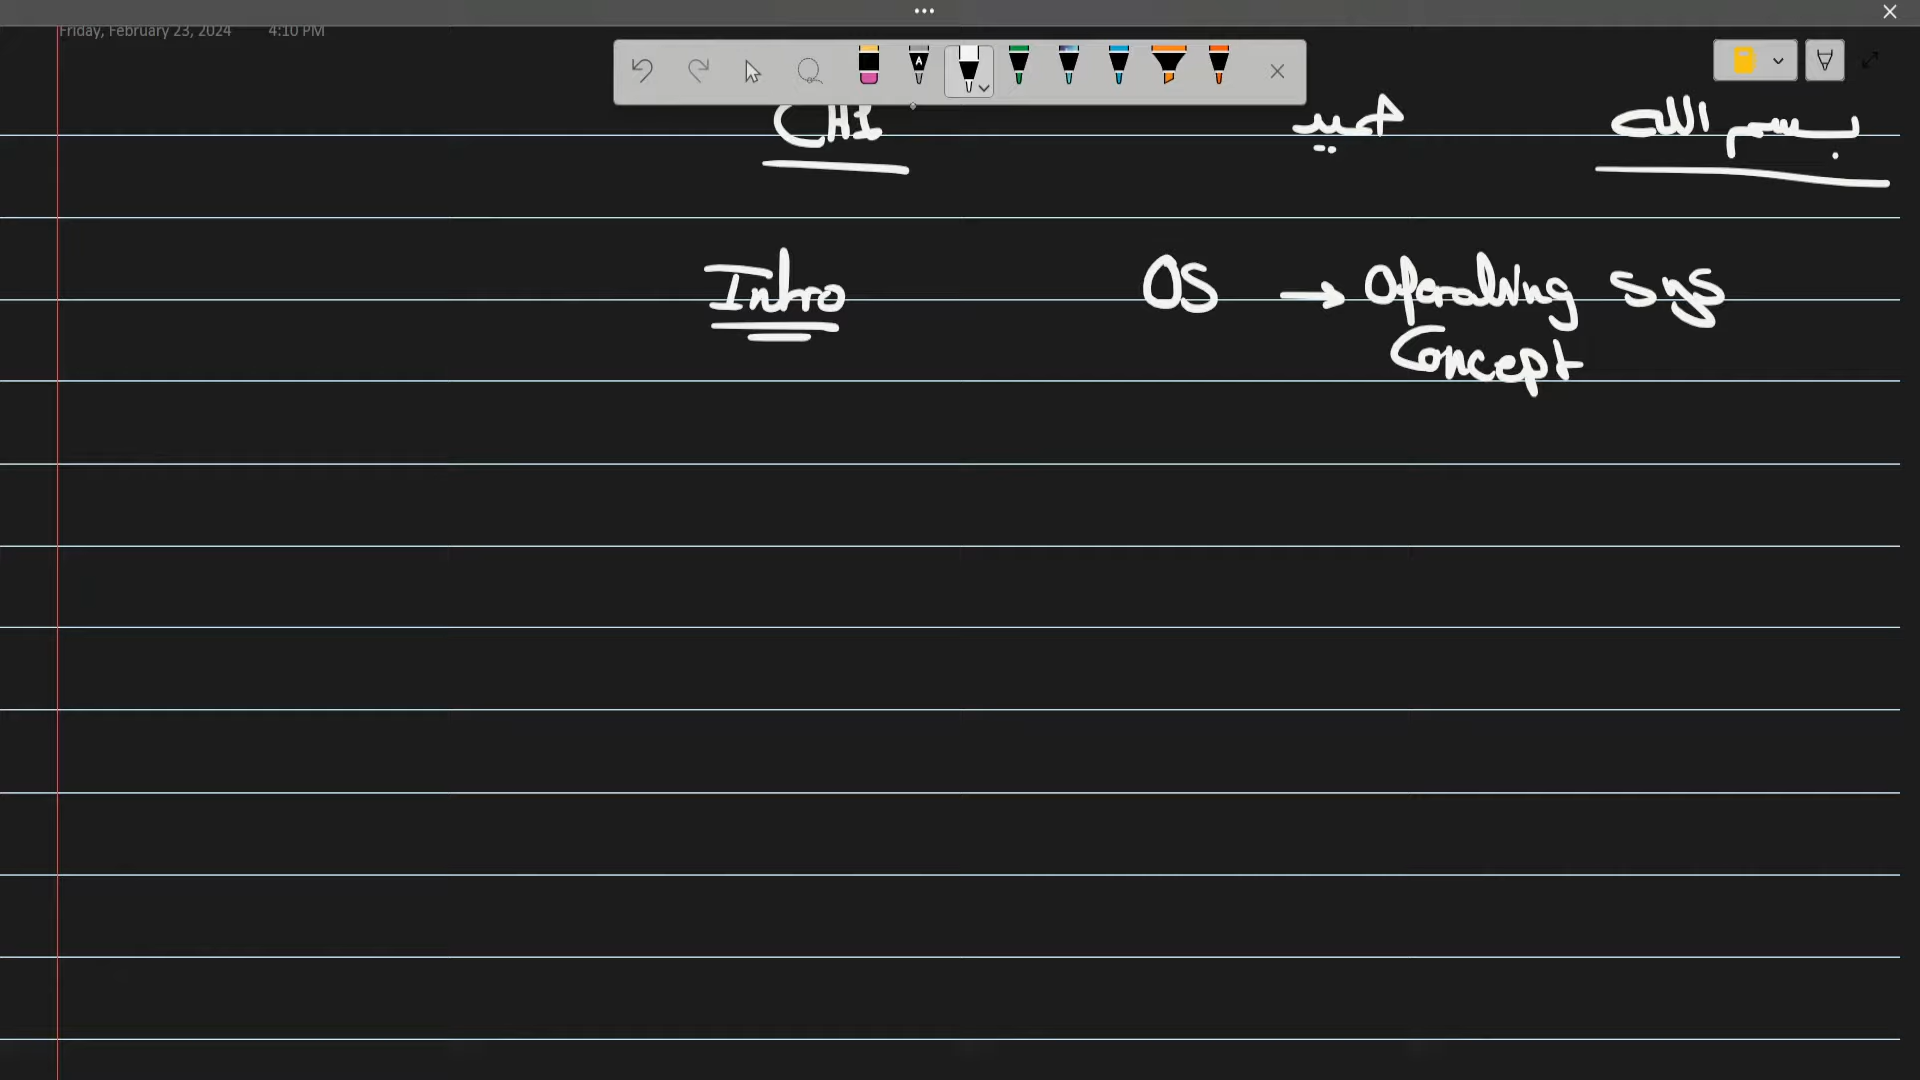 Friday, February 23, 2024 4:10 PM
CH1 حميد بسم الله
Intro OS → Operating sys
Concept